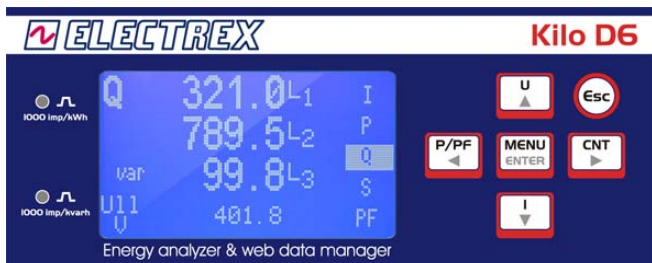 ELECTREX Kilo D6
Q 321.0 L1 I
789.5 L2 P
Q
var 99.8 L3 S
Ull V 401.8 PF
1000 imp/kWh
1000 imp/kvarh
U
Esc
P/PF MENU ENTER CNT
I
Energy analyzer & web data manager